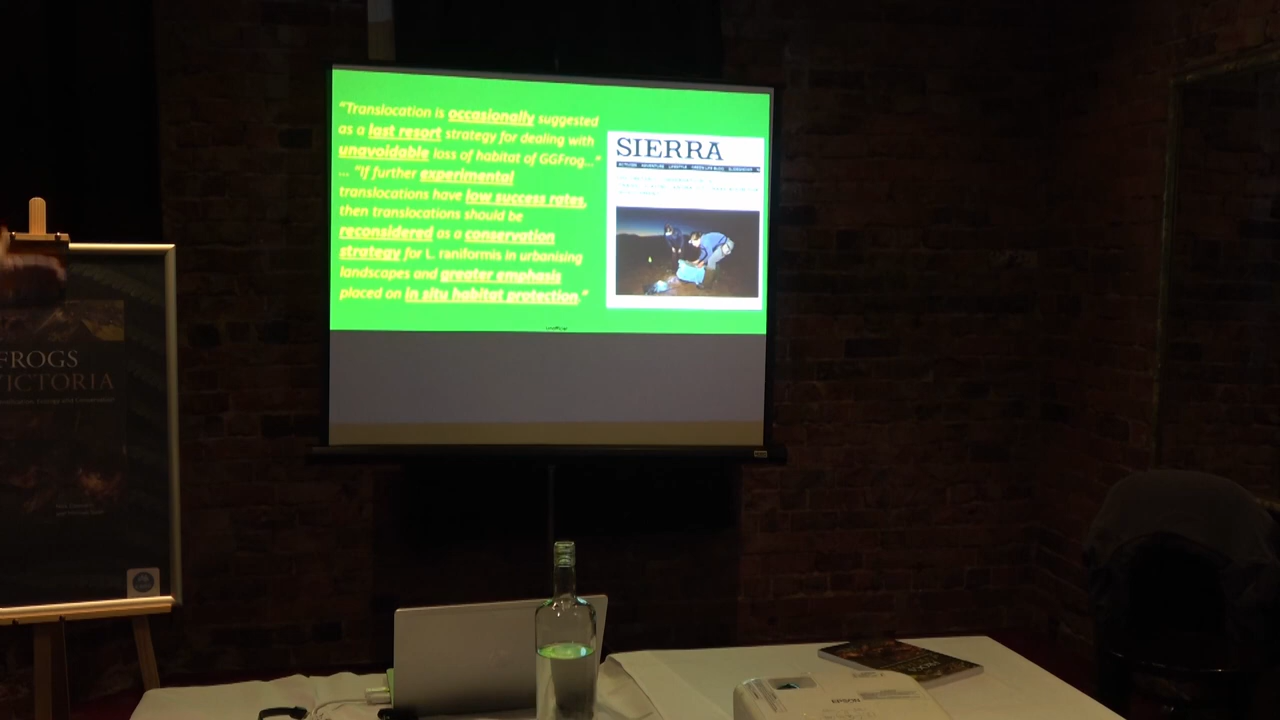 “Translocation is occasionally suggested
as a last resort strategy for dealing with
unavoidable loss of habitat of GGFrog...”
... “If further experimental
translocations have low success rates,
then translocations should be
reconsidered as a conservation
strategy for L. raniformis in urbanising
landscapes and greater emphasis
placed on in situ habitat protection.”
SIERRA
FROGS
VICTORIA
EPSON